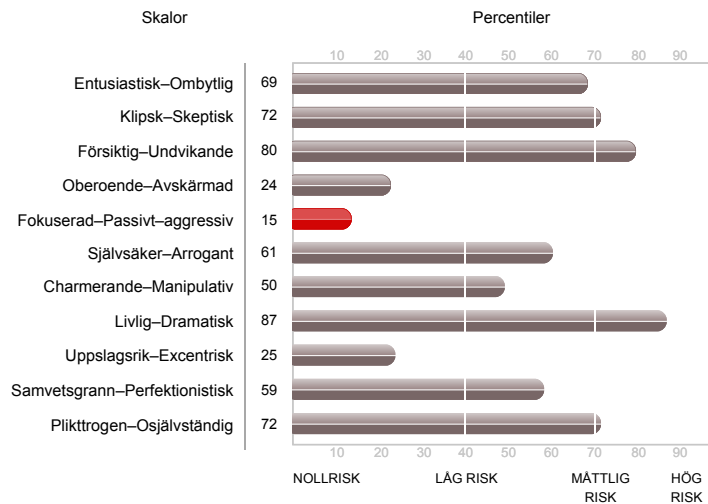 Skalor Percentiler
10 20 30 40 50 60 70 80 90
Entusiastisk–Ombytlig 69
Klipsk–Skeptisk 72
Försiktig–Undvikande 80
Oberoende–Avskärmad 24
Fokuserad–Passivt–aggressiv 15
Självsäker–Arrogant 61
Charmerande–Manipulativ 50
Livlig–Dramatisk 87
Uppslagsrik–Excentrisk 25
Samvetsgrann–Perfektionistisk 59
Plikttrogen–Osjälvständig 72
10 20 30 40 50 60 70 80 90
NOLLRISK LÅG RISK MÅTTLIG HÖG
RISK RISK